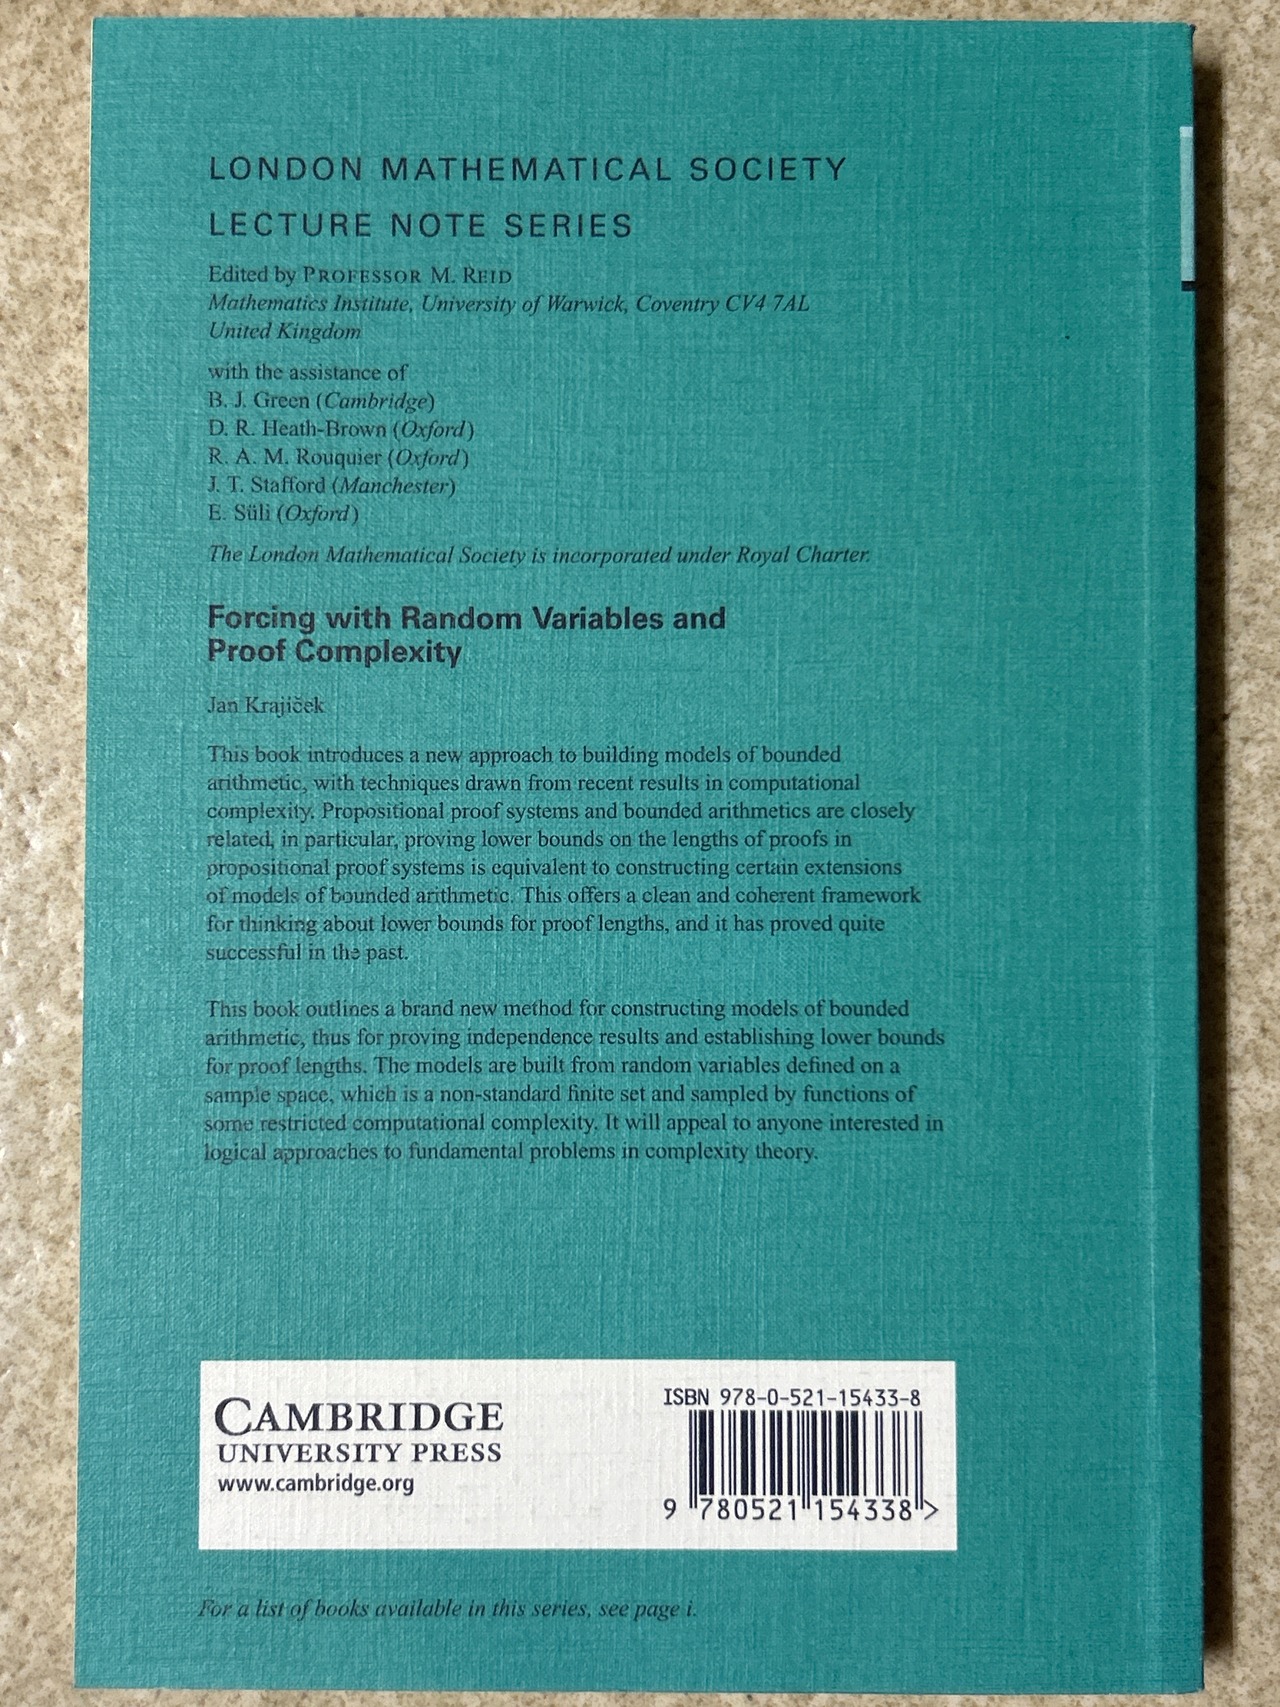 LONDON MATHEMATICAL SOCIETY
LECTURE NOTE SERIES
Edited by PROFESSOR M. REID
Mathematics Institute, University of Warwick, Coventry CV4 7AL
United Kingdom
with the assistance of
B. J. Green (Cambridge)
D. R. Heath-Brown (Oxford)
R. A. M. Rouquier (Oxford)
J. T. Stafford (Manchester)
E. Süli (Oxford)
The London Mathematical Society is incorporated under Royal Charter.
Forcing with Random Variables and
Proof Complexity
Jan Krajíček
This book introduces a new approach to building models of bounded
arithmetic, with techniques drawn from recent results in computational
complexity. Propositional proof systems and bounded arithmetics are closely
related, in particular, proving lower bounds on the lengths of proofs in
propositional proof systems is equivalent to constructing certain extensions
of models of bounded arithmetic. This offers a clean and coherent framework
for thinking about lower bounds for proof lengths, and it has proved quite
successful in the past.
This book outlines a brand new method for constructing models of bounded
arithmetic, thus for proving independence results and establishing lower bounds
for proof lengths. The models are built from random variables defined on a
sample space, which is a non-standard finite set and sampled by functions of
some restricted computational complexity. It will appeal to anyone interested in
logical approaches to fundamental problems in complexity theory.
CAMBRIDGE
UNIVERSITY PRESS
www.cambridge.org
ISBN 978-0-521-15433-8
9 780521 154338 >
For a list of books available in this series, see page i.